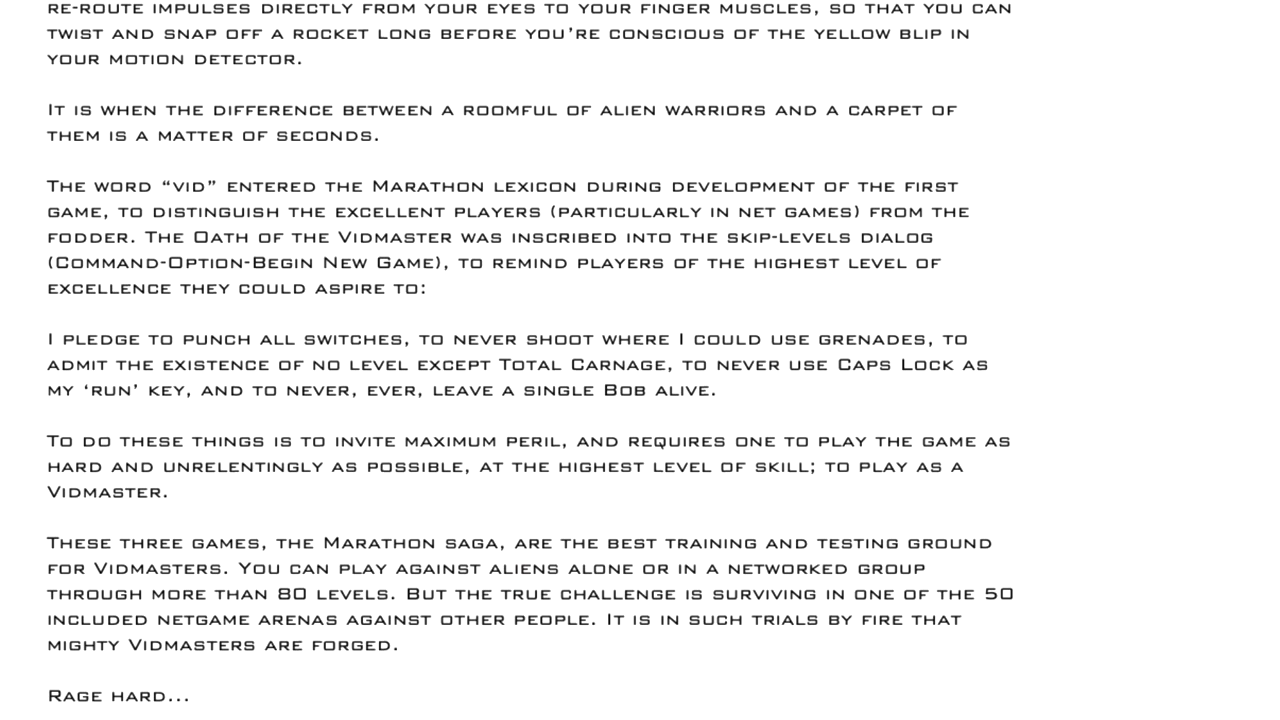 re-route impulses directly from your eyes to your finger muscles, so that you can
twist and snap off a rocket long before you’re conscious of the yellow blip in
your motion detector.
It is when the difference between a roomful of alien warriors and a carpet of
them is a matter of seconds.
The word “vid” entered the Marathon lexicon during development of the first
game, to distinguish the excellent players (particularly in net games) from the
fodder. The Oath of the Vidmaster was inscribed into the skip-levels dialog
(Command-Option-Begin New Game), to remind players of the highest level of
excellence they could aspire to:
I pledge to punch all switches, to never shoot where I could use grenades, to
admit the existence of no level except Total Carnage, to never use Caps Lock as
my ‘run’ key, and to never, ever, leave a single Bob alive.
To do these things is to invite maximum peril, and requires one to play the game as
hard and unrelentingly as possible, at the highest level of skill; to play as a
Vidmaster.
These three games, the Marathon saga, are the best training and testing ground
for Vidmasters. You can play against aliens alone or in a networked group
through more than 80 levels. But the true challenge is surviving in one of the 50
included netgame arenas against other people. It is in such trials by fire that
mighty Vidmasters are forged.
Rage hard...